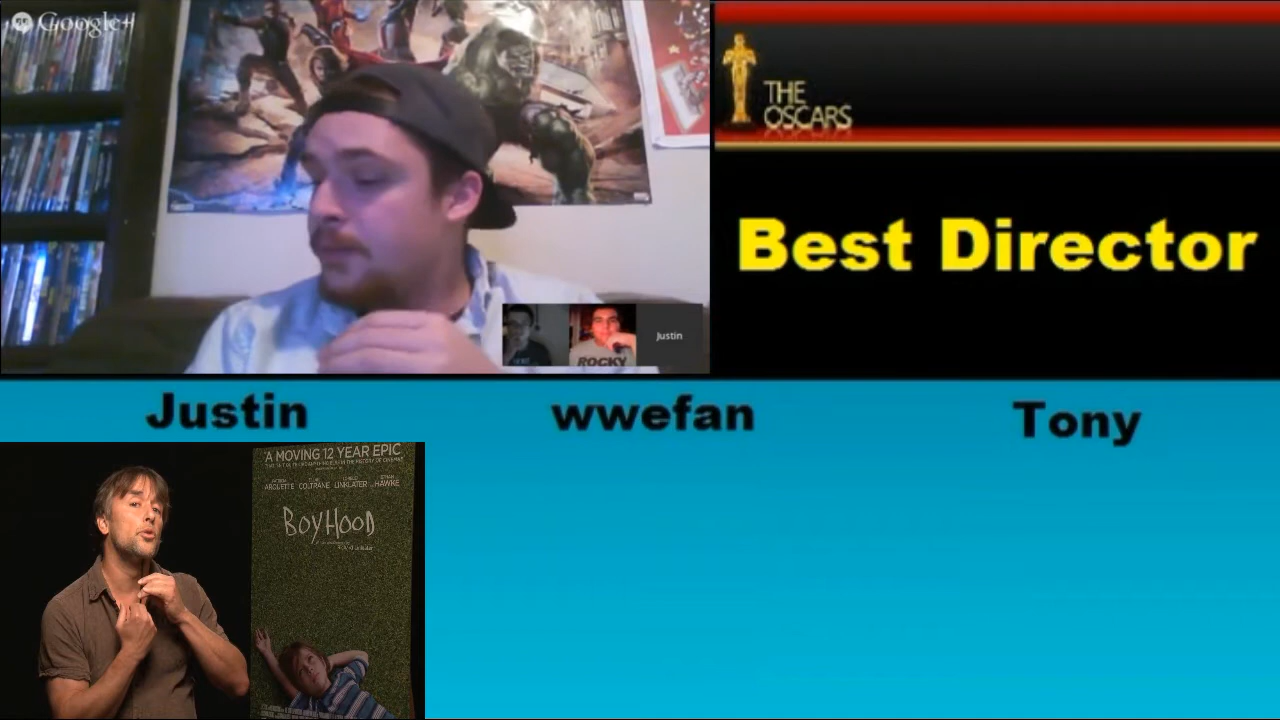 Google+
THE
OSCARS
Best Director
Justin
ROCKY
Justin
wwefan
Tony
A MOVING 12 YEAR EPIC
ARQUETTE COLTRANE LINKLATER HAWKE
BOYHOOD